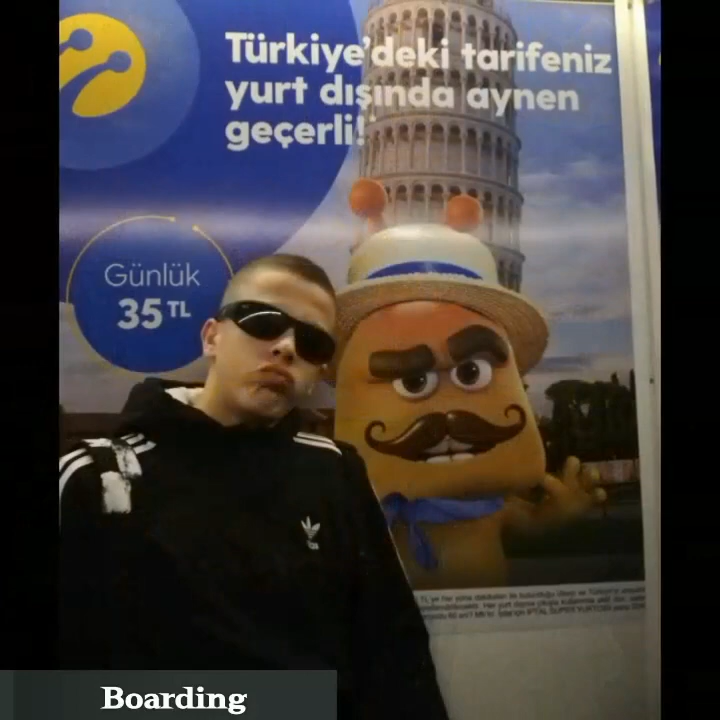 Türkiye'deki tarifeniz
yurt dışında aynen
geçerli!
Günlük
35 TL
Boarding